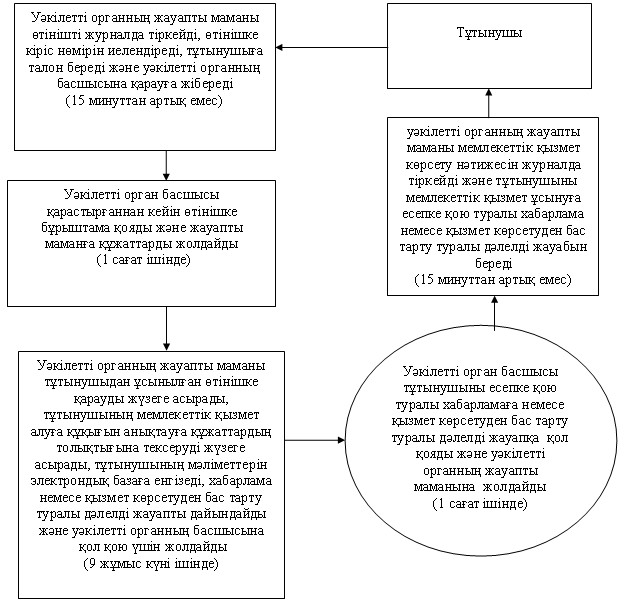 Уәкілетті органның жауапты маманы
өтінішті журналда тіркейді, өтінішке
кіріс нөмірін иелендіреді, тұтынушыға
талон береді және уәкілетті органның
басшысына қарауға жібереді
(15 минуттан артық емес)
Тұтынушы
уәкілетті органның жауапты
маманы мемлекеттік қызмет
көрсету нәтижесін журналда
тіркейді және тұтынушыны
мемлекеттік қызмет ұсынуға
есепке қою туралы хабарлама
немесе қызмет көрсетуден бас
тарту туралы дәлелді жауабын
береді
(15 минуттан артық емес)
Уәкілетті орган басшысы
қарастырғаннан кейін өтінішке
бұрыштама қояды және жауапты
маманға құжаттарды жолдайды
(1 сағат ішінде)
Уәкілетті органның жауапты маманы
тұтынушыдан ұсынылған өтінішке
қарауды жүзеге асырады,
тұтынушының мемлекеттік қызмет
алуға құқығын анықтауға құжаттардың
толықтығына тексеруді жүзеге
асырады, тұтынушының мәліметтерін
электрондық базаға енгізеді, хабарлама
немесе қызмет көрсетуден бас тарту
туралы дәлелді жауапты дайындайды
және уәкілетті органның басшысына
қол қою үшін жолдайды
(9 жұмыс күні ішінде)
Уәкілетті орган басшысы
тұтынушыны есепке қою
туралы хабарламаға немесе
қызмет көрсетуден бас тарту
туралы дәлелді жауапқа қол
қояды және уәкілетті
органның жауапты
маманына жолдайды
(1 сағат ішінде)